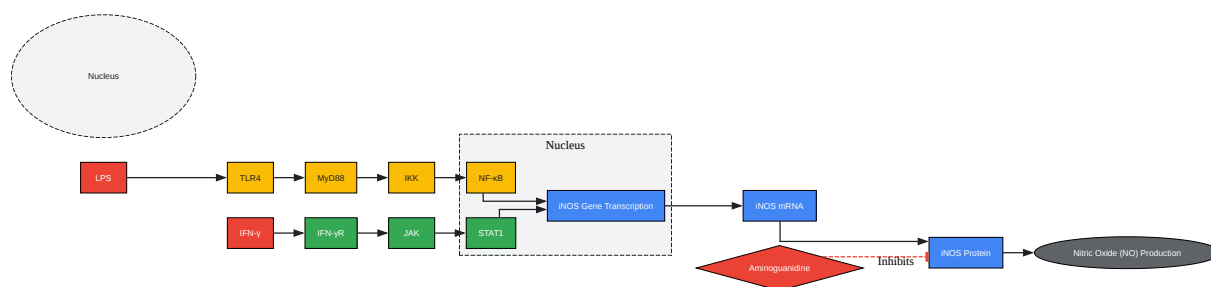 Nucleus
Nucleus
LPS
TLR4
MyD88
IKK
NF-κB
iNOS Gene Transcription
iNOS mRNA
IFN-γ
IFN-γR
JAK
STAT1
Aminoguanidine
Inhibits
iNOS Protein
Nitric Oxide (NO) Production